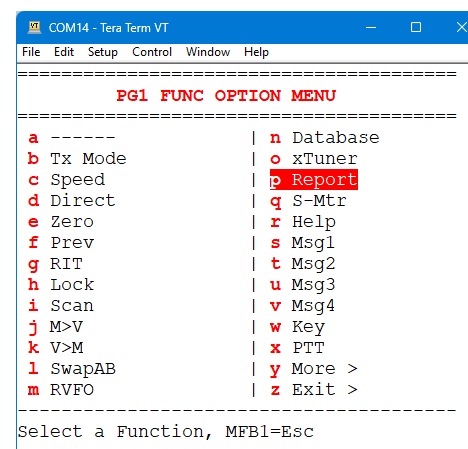 COM14 - Tera Term VT
File Edit Setup Control Window Help
========================================
PG1 FUNC OPTION MENU
========================================
a ------ | n Database
b Tx Mode | o xTuner
c Speed | p Report
d Direct | q S-Mtr
e Zero | r Help
f Prev | s Msg1
g RIT | t Msg2
h Lock | u Msg3
i Scan | v Msg4
j M>V | w Key
k V>M | x PTT
l SwapAB | y More >
m RVFO | z Exit >
----------------------------------------
Select a Function, MFB1=Esc